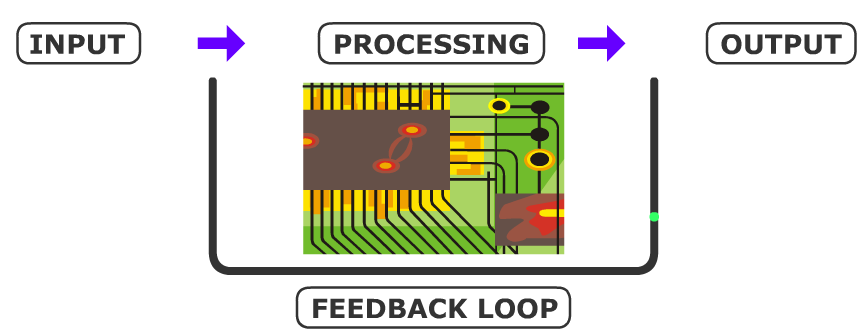 INPUT
PROCESSING
OUTPUT
FEEDBACK LOOP